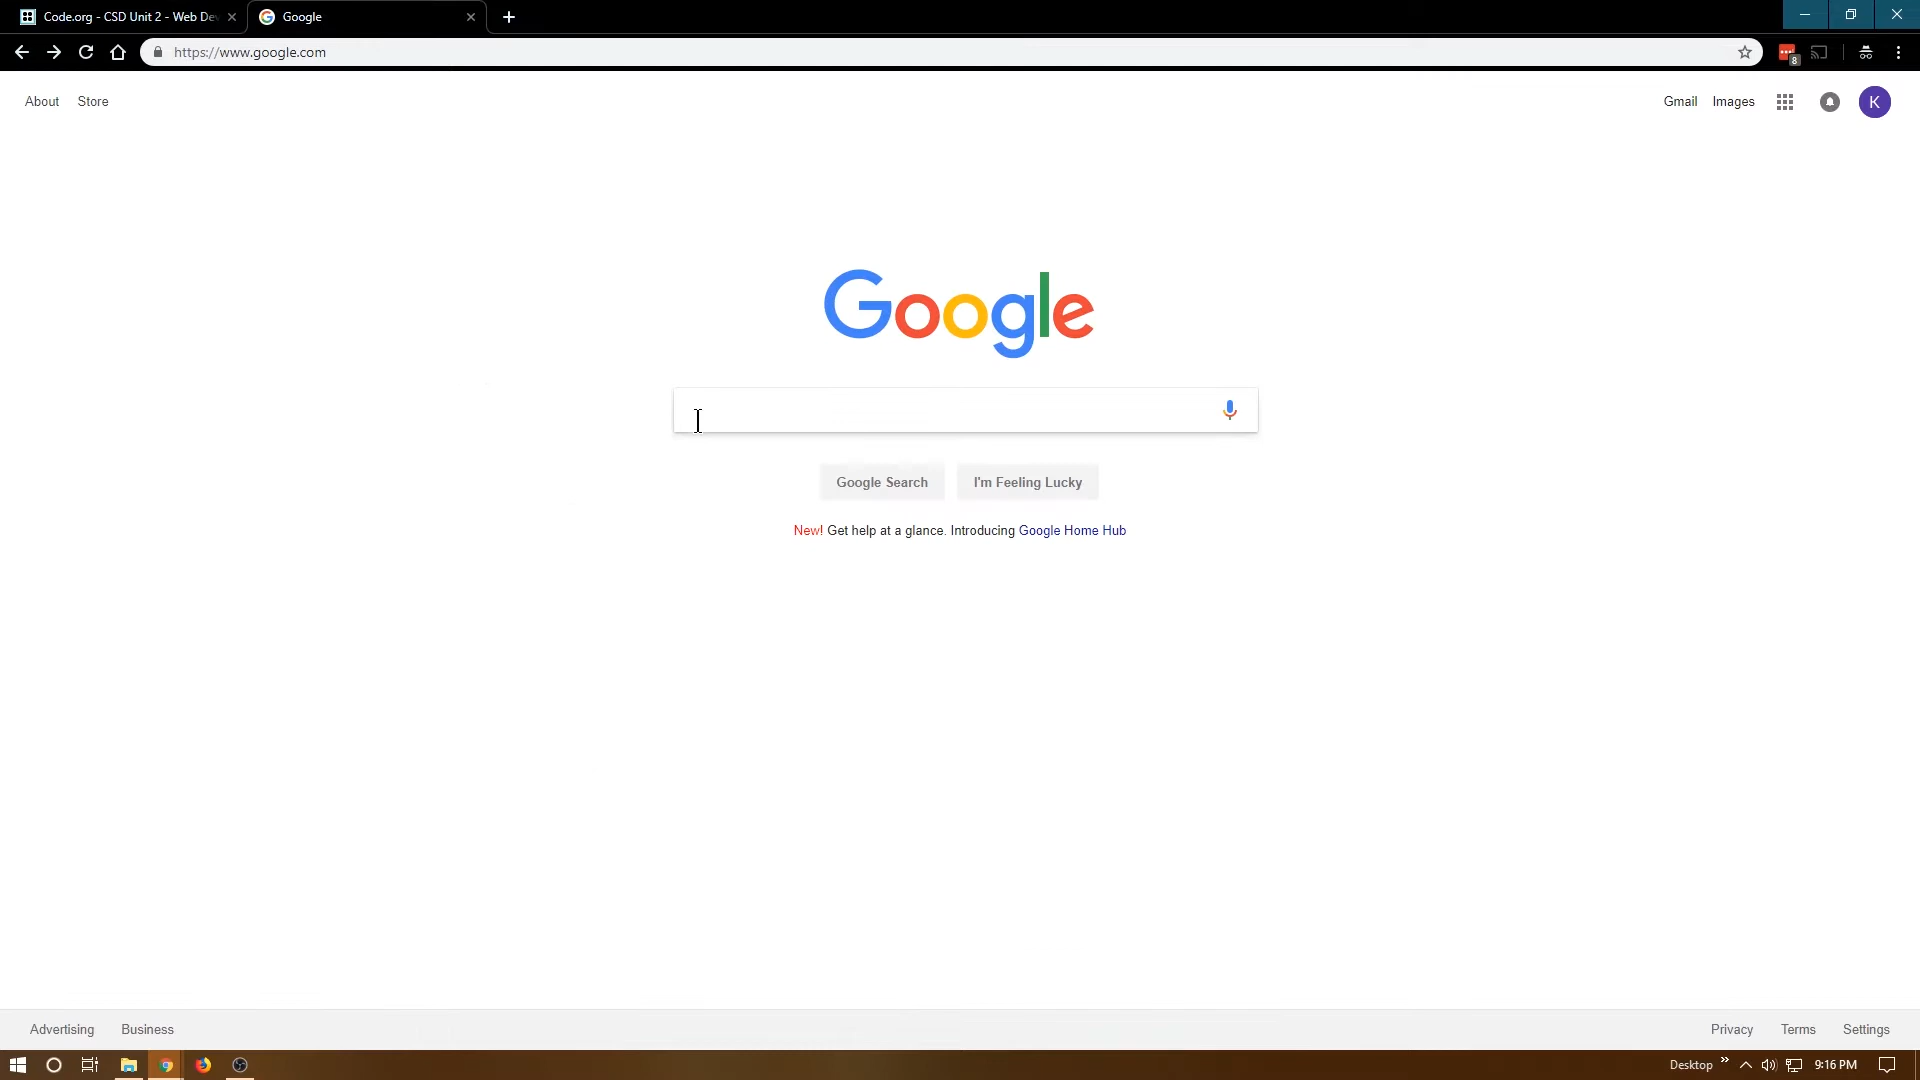 Code.org - CSD Unit 2 - Web De
Google
https://www.google.com
8
About Store
Gmail Images
K
Google
Google Search I'm Feeling Lucky
New! Get help at a glance. Introducing Google Home Hub
Advertising Business
Privacy Terms Settings
Desktop
9:16 PM